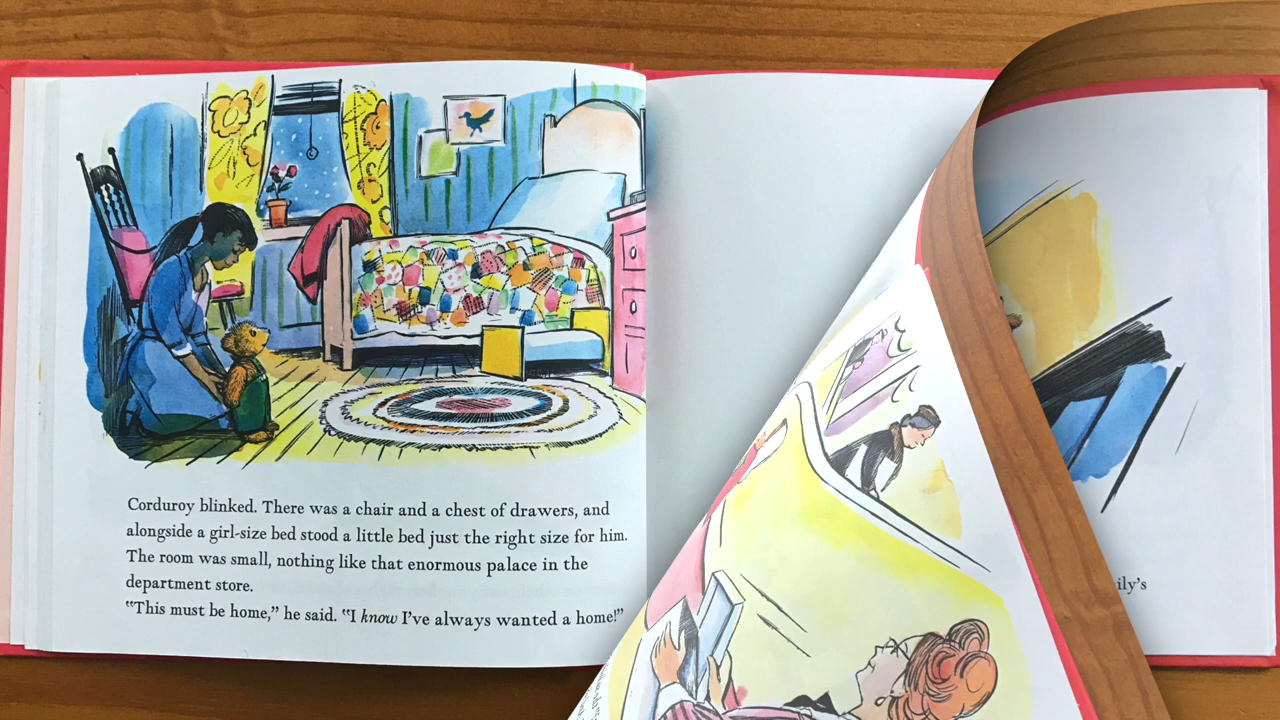 Corduroy blinked. There was a chair and a chest of drawers, and
alongside a girl-size bed stood a little bed just the right size for him.
The room was small, nothing like that enormous palace in the
department store.
“This must be home,” he said. “I know I’ve always wanted a home!”
ily’s